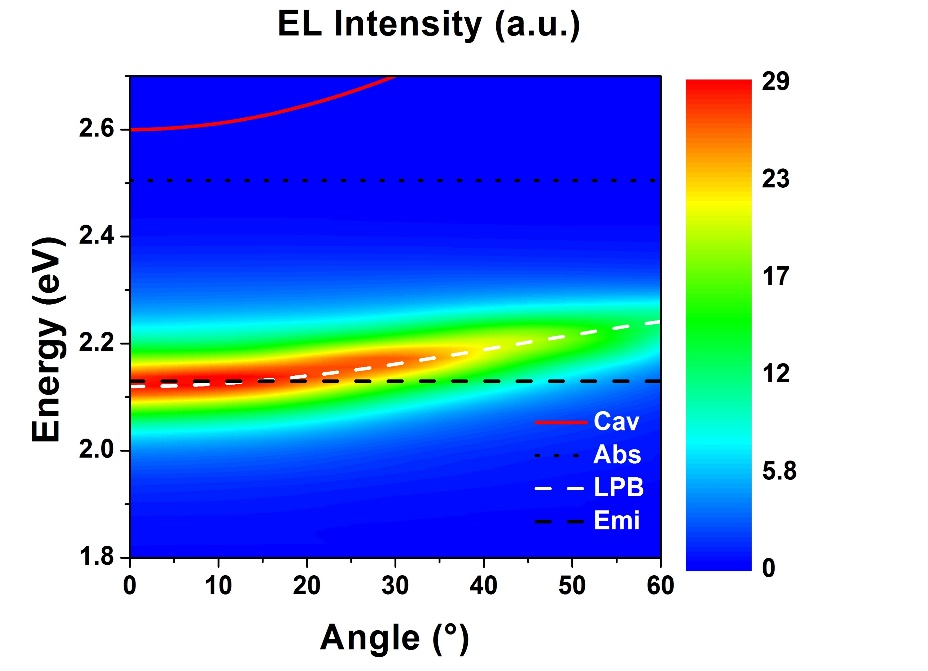 EL Intensity (a.u.)
29
2.6
23
2.4
17
2.2
12
Cav
2.0
Abs
5.8
LPB
Emi
1.8
0
0 10 20 30 40 50 60
Angle (°)
Energy (eV)